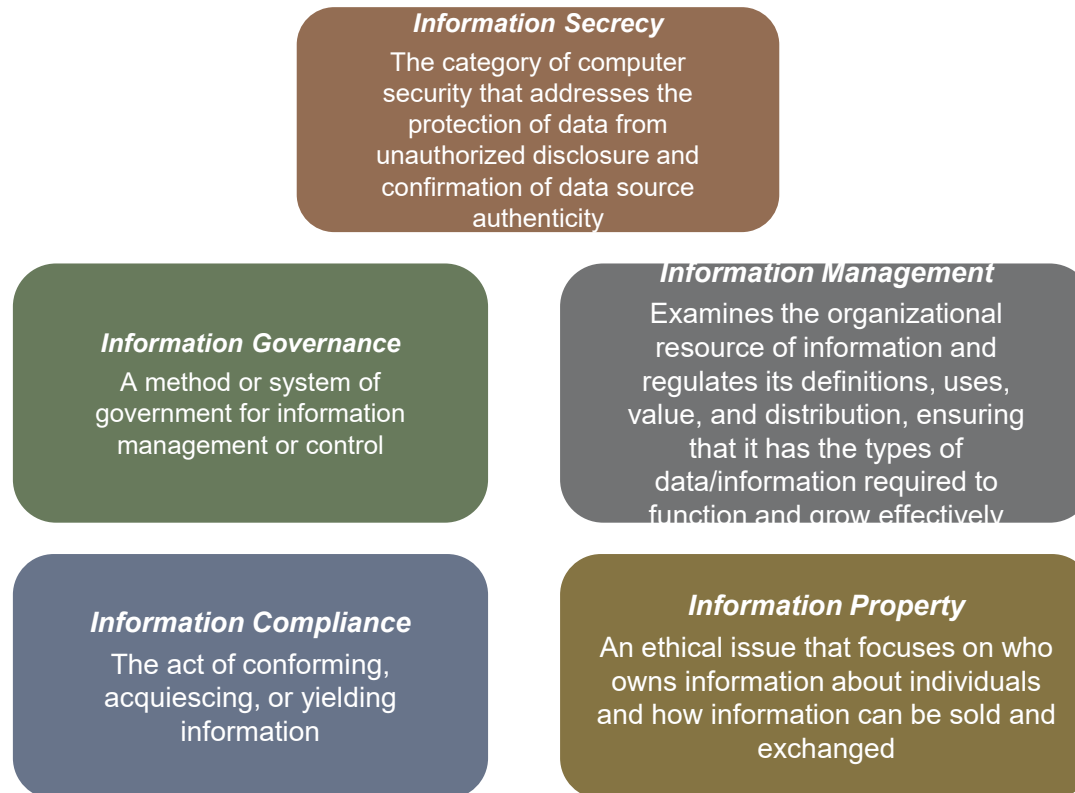 Information Secrecy
The category of computer
security that addresses the
protection of data from
unauthorized disclosure and
confirmation of data source
authenticity
Information Governance
A method or system of
government for information
management or control
Information Management
Examines the organizational
resource of information and
regulates its definitions, uses,
value, and distribution, ensuring
that it has the types of
data/information required to
function and grow effectively
Information Compliance
The act of conforming,
acquiescing, or yielding
information
Information Property
An ethical issue that focuses on who
owns information about individuals
and how information can be sold and
exchanged